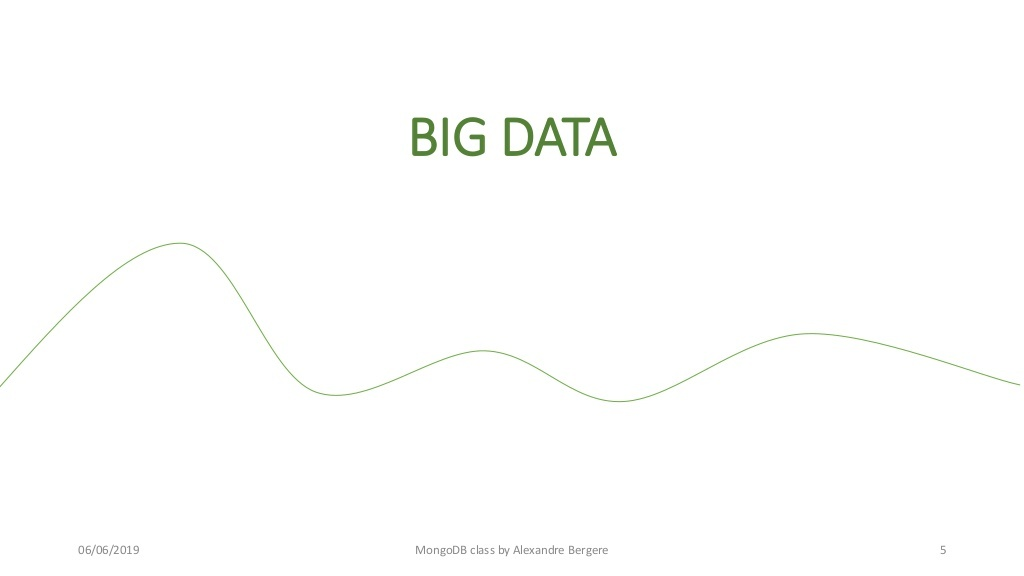 BIG DATA
06/06/2019
MongoDB class by Alexandre Bergere
5